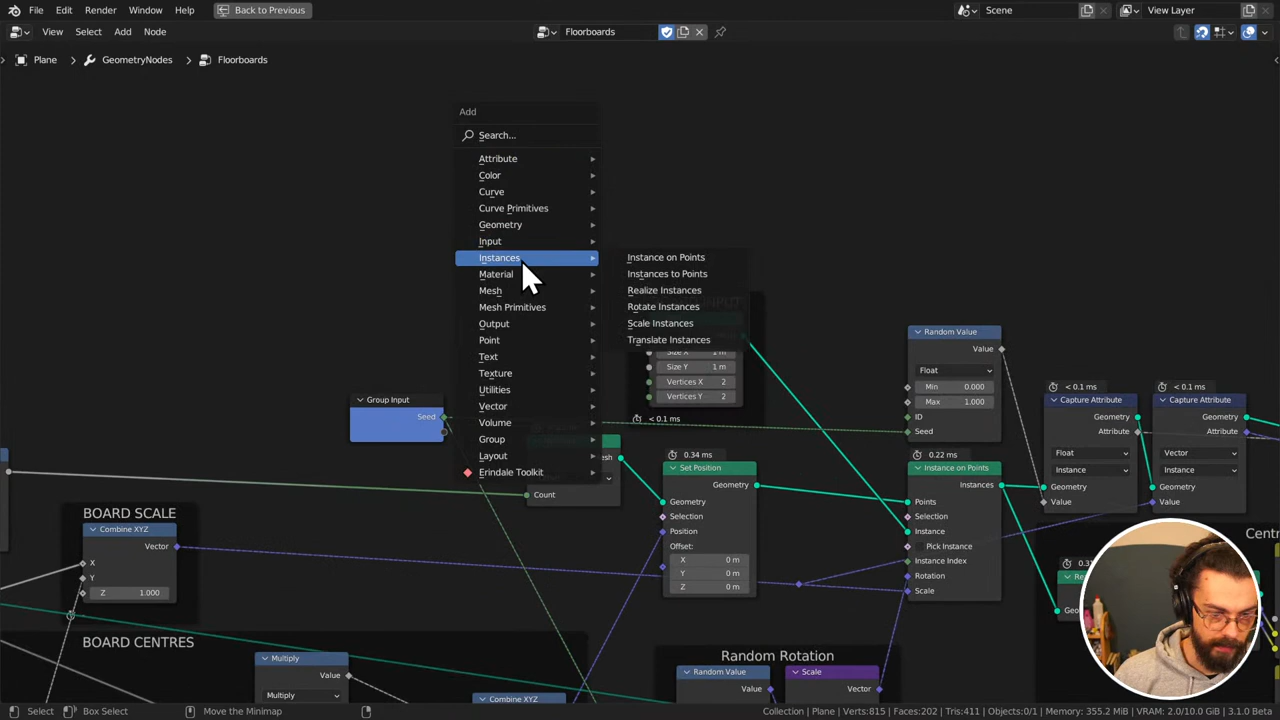 File Edit Render Window Help Back to Previous Scene View Layer
View Select Add Node Floorboards
Plane GeometryNodes Floorboards
Add
Search...
Attribute
Color
Curve
Curve Primitives
Geometry
Input
Instances
Material
Mesh
Mesh Primitives
Output
Point
Text
Texture
Utilities
Vector
Volume
Group
Layout
Erindale Toolkit
Instance on Points
Instances to Points
Realize Instances
Rotate Instances
Scale Instances
Translate Instances
Size X 1 m
Size Y 1 m
Vertices X 2
Vertices Y 2
< 0.1 ms
Group Input
Seed
Count
Random Value
Value
Float
Min 0.000
Max 1.000
ID
Seed
0.34 ms
Set Position
Geometry
Geometry
Selection
Position
Offset:
X 0 m
Y 0 m
Z 0 m
0.22 ms
Instance on Points
Instances
Points
Selection
Instance
Pick Instance
Instance Index
Rotation
Scale
< 0.1 ms
Capture Attribute
Geometry
Attribute
Float
Instance
Geometry
Value
< 0.1 ms
Capture Attribute
Geometry
Attribute
Vector
Instance
Geometry
Value
BOARD SCALE
Combine XYZ
Vector
X
Y
Z 1.000
BOARD CENTRES
Multiply
Value
Multiply
Combine XYZ
Random Rotation
Random Value
Value
Scale
Vector
Select Box Select Move the Minimap Collection | Plane | Verts:815 | Faces:202 | Tris:411 | Objects:0/1 | Memory: 355.2 MiB | VRAM: 2.0/10.0 GiB | 3.1.0 Beta